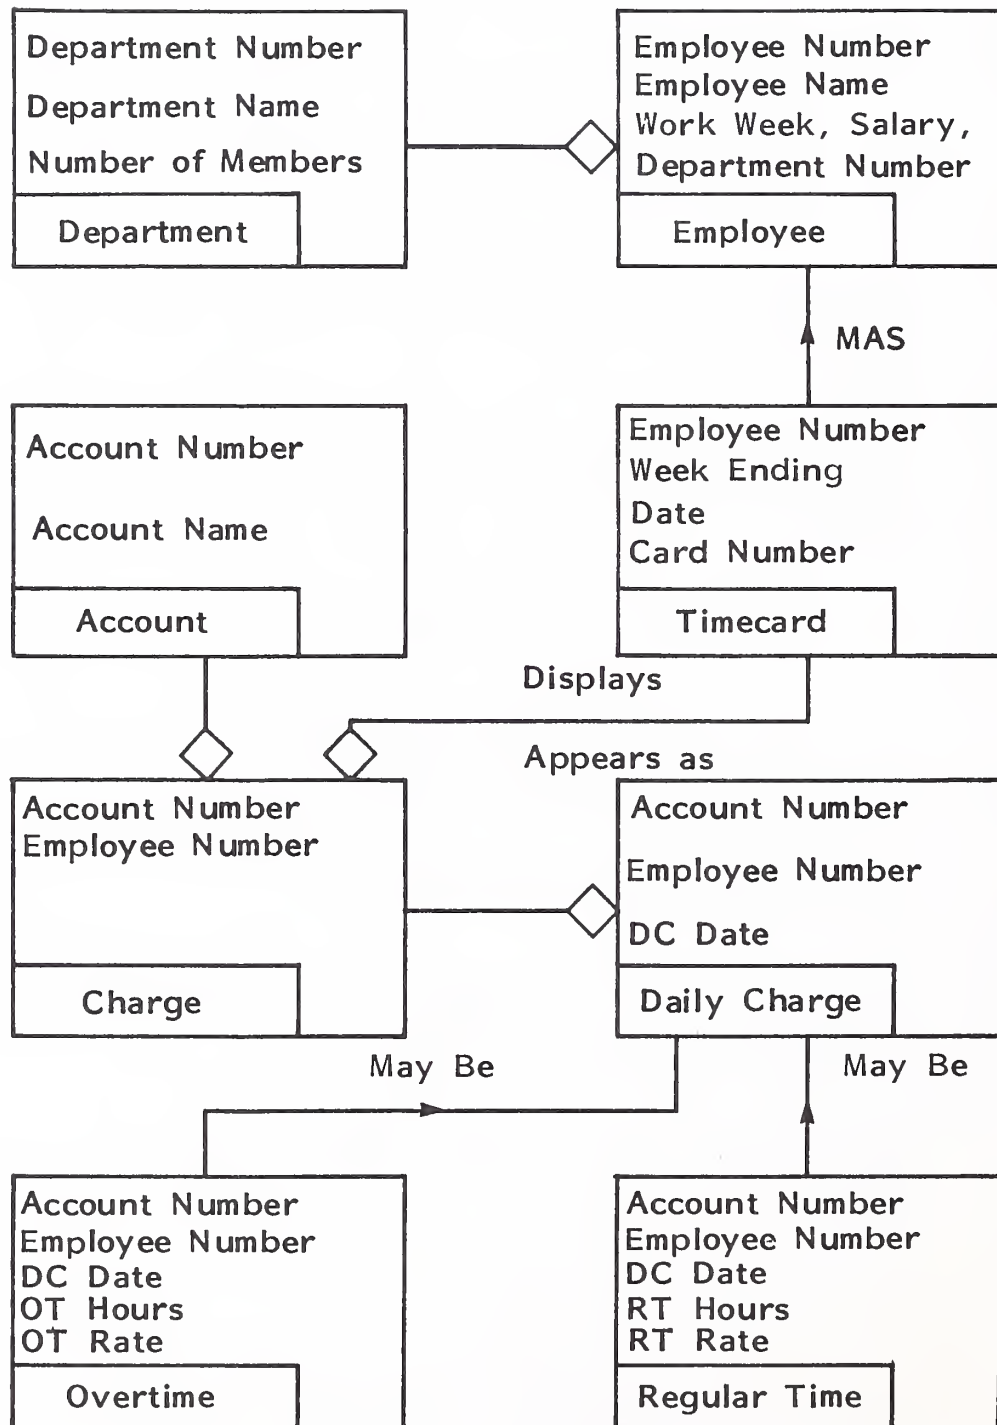 Department Number
Department Name
Number of Members
Department
Employee Number
Employee Name
Work Week, Salary,
Department Number
Employee
MAS
Account Number
Account Name
Account
Employee Number
Week Ending
Date
Card Number
Timecard
Displays
Appears as
Account Number
Employee Number
Charge
Account Number
Employee Number
DC Date
Daily Charge
May Be
May Be
Account Number
Employee Number
DC Date
OT Hours
OT Rate
Overtime
Account Number
Employee Number
DC Date
RT Hours
RT Rate
Regular Time